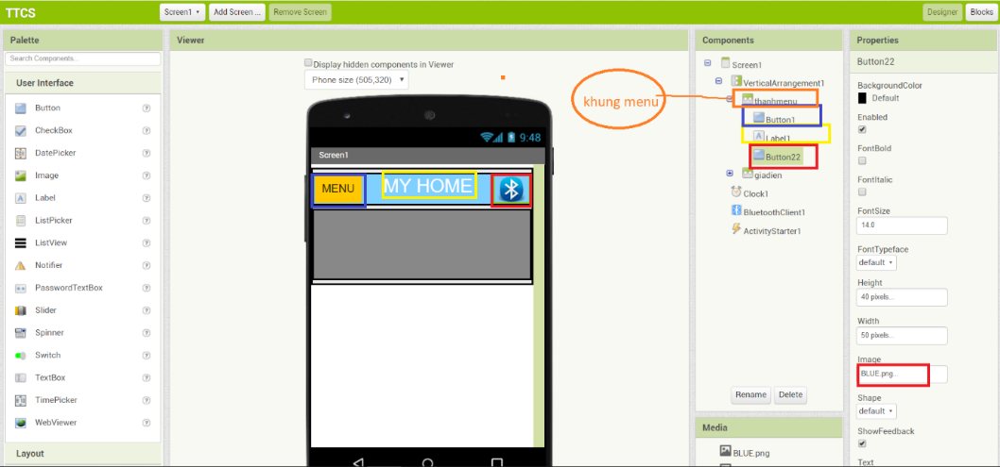 TTCS
Screen1
Add Screen ...
Remove Screen
Designer
Blocks
Palette
Search Components...
User Interface
Button
CheckBox
DatePicker
Image
Label
ListPicker
ListView
Notifier
PasswordTextBox
Slider
Spinner
Switch
TextBox
TimePicker
WebViewer
Layout
Viewer
Display hidden components in Viewer
Phone size (505,320)
9:48
Screen1
MENU
MY HOME
khung menu
Components
Screen1
VerticalArrangement1
thanhmenu
Button1
Label1
Button22
giadien
Clock1
BluetoothClient1
ActivityStarter1
Rename
Delete
Media
BLUE.png
Properties
Button22
BackgroundColor
Default
Enabled
FontBold
FontItalic
FontSize
14.0
FontTypeface
default
Height
40 pixels...
Width
50 pixels...
Image
BLUE.png...
Shape
default
ShowFeedback
Text